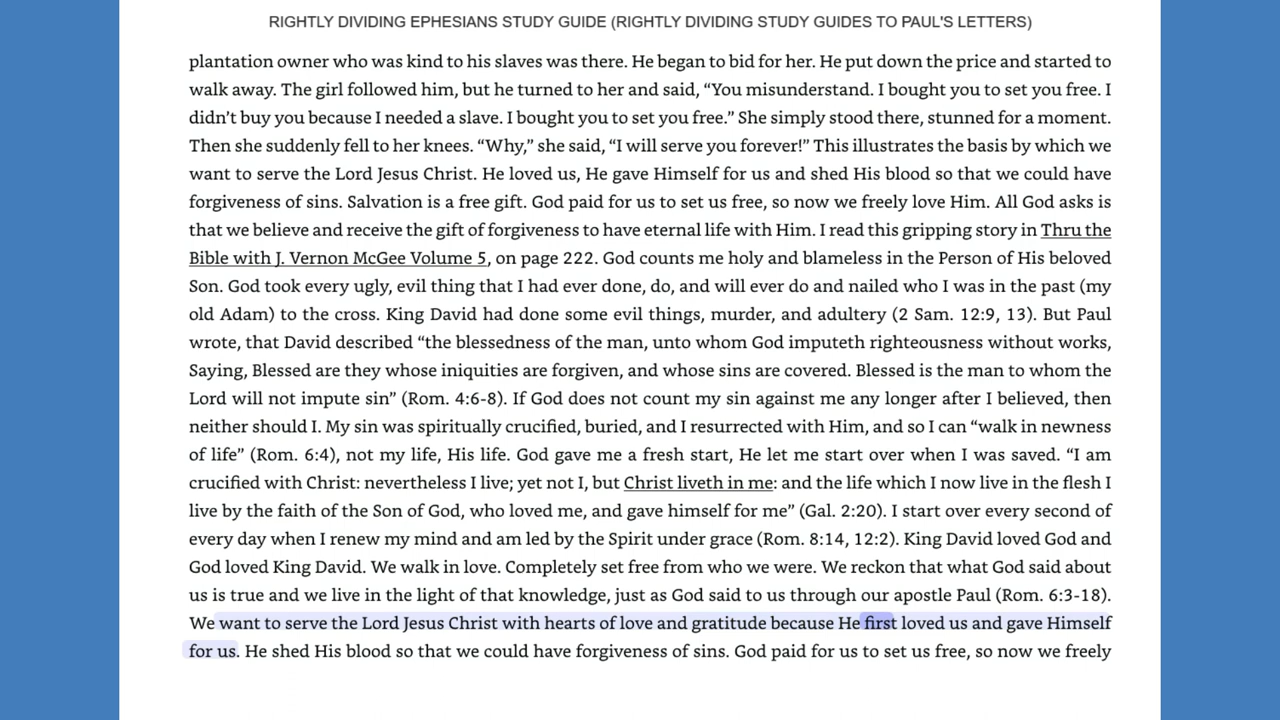 RIGHTLY DIVIDING EPHESIANS STUDY GUIDE (RIGHTLY DIVIDING STUDY GUIDES TO PAUL'S LETTERS)
plantation owner who was kind to his slaves was there. He began to bid for her. He put down the price and started to
walk away. The girl followed him, but he turned to her and said, “You misunderstand. I bought you to set you free. I
didn’t buy you because I needed a slave. I bought you to set you free.” She simply stood there, stunned for a moment.
Then she suddenly fell to her knees. “Why,” she said, “I will serve you forever!” This illustrates the basis by which we
want to serve the Lord Jesus Christ. He loved us, He gave Himself for us and shed His blood so that we could have
forgiveness of sins. Salvation is a free gift. God paid for us to set us free, so now we freely love Him. All God asks is
that we believe and receive the gift of forgiveness to have eternal life with Him. I read this gripping story in Thru the
Bible with J. Vernon McGee Volume 5, on page 222. God counts me holy and blameless in the Person of His beloved
Son. God took every ugly, evil thing that I had ever done, do, and will ever do and nailed who I was in the past (my
old Adam) to the cross. King David had done some evil things, murder, and adultery (2 Sam. 12:9, 13). But Paul
wrote, that David described “the blessedness of the man, unto whom God imputeth righteousness without works,
Saying, Blessed are they whose iniquities are forgiven, and whose sins are covered. Blessed is the man to whom the
Lord will not impute sin” (Rom. 4:6-8). If God does not count my sin against me any longer after I believed, then
neither should I. My sin was spiritually crucified, buried, and I resurrected with Him, and so I can “walk in newness
of life” (Rom. 6:4), not my life, His life. God gave me a fresh start, He let me start over when I was saved. “I am
crucified with Christ: nevertheless I live; yet not I, but Christ liveth in me: and the life which I now live in the flesh I
live by the faith of the Son of God, who loved me, and gave himself for me” (Gal. 2:20). I start over every second of
every day when I renew my mind and am led by the Spirit under grace (Rom. 8:14, 12:2). King David loved God and
God loved King David. We walk in love. Completely set free from who we were. We reckon that what God said about
us is true and we live in the light of that knowledge, just as God said to us through our apostle Paul (Rom. 6:3-18).
We want to serve the Lord Jesus Christ with hearts of love and gratitude because He first loved us and gave Himself
for us. He shed His blood so that we could have forgiveness of sins. God paid for us to set us free, so now we freely